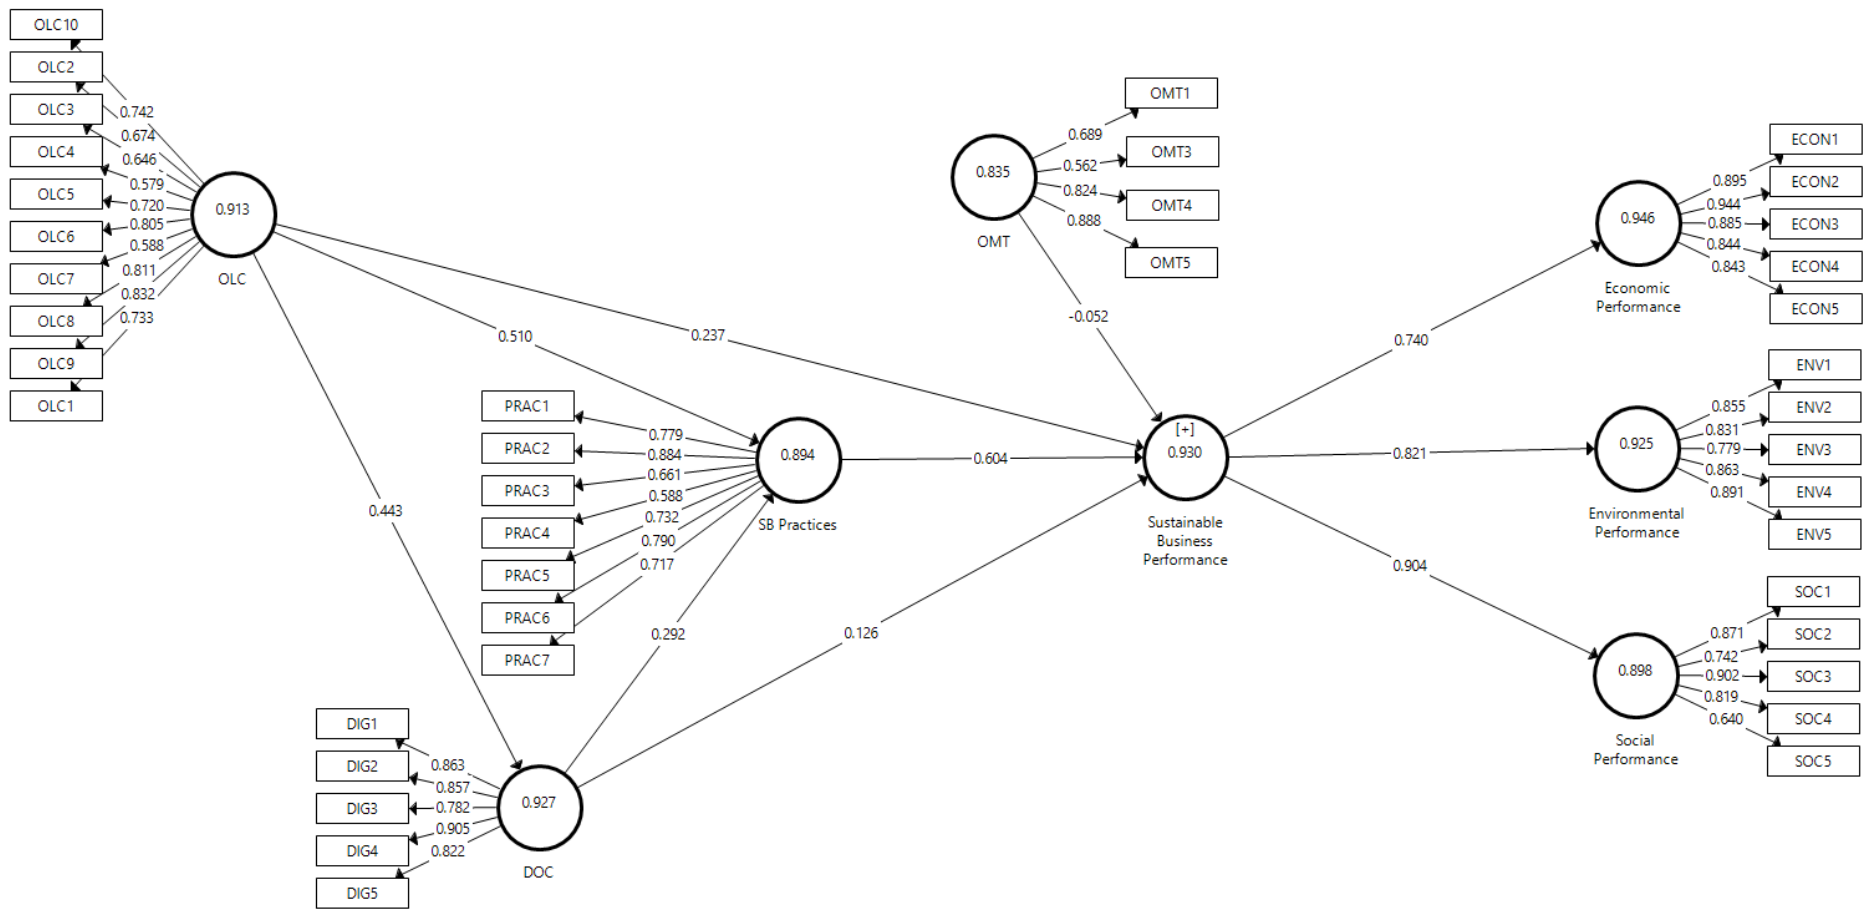 OLC10
OLC2
OLC3
OLC4
OLC5
OLC6
OLC7
OLC8
OLC9
OLC1
0.742
0.674
0.646
0.579
0.720
0.805
0.588
0.811
0.832
0.733
0.913
OLC
0.510
0.237
0.443
OMT1
OMT3
OMT4
OMT5
0.689
0.562
0.824
0.888
0.835
OMT
-0.052
PRAC1
PRAC2
PRAC3
PRAC4
PRAC5
PRAC6
PRAC7
0.779
0.884
0.661
0.588
0.732
0.790
0.717
0.894
SB Practices
0.604
0.292
0.126
DIG1
DIG2
DIG3
DIG4
DIG5
0.863
0.857
0.782
0.905
0.822
0.927
DOC
[+]
0.930
Sustainable
Business
Performance
0.740
0.821
0.904
0.946
Economic
Performance
0.895
0.944
0.885
0.844
0.843
ECON1
ECON2
ECON3
ECON4
ECON5
0.925
Environmental
Performance
0.855
0.831
0.779
0.863
0.891
ENV1
ENV2
ENV3
ENV4
ENV5
0.898
Social
Performance
0.871
0.742
0.902
0.819
0.640
SOC1
SOC2
SOC3
SOC4
SOC5